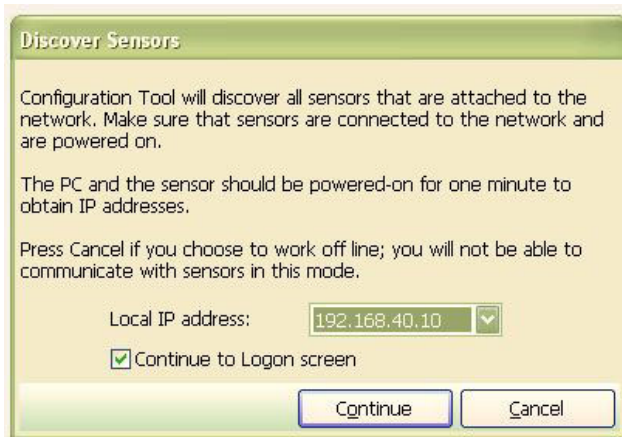 Discover Sensors
Configuration Tool will discover all sensors that are attached to the
network. Make sure that sensors are connected to the network and
are powered on.
The PC and the sensor should be powered-on for one minute to
obtain IP addresses.
Press Cancel if you choose to work off line; you will not be able to
communicate with sensors in this mode.
Local IP address: 192.168.40.10
Continue to Logon screen
Continue Cancel